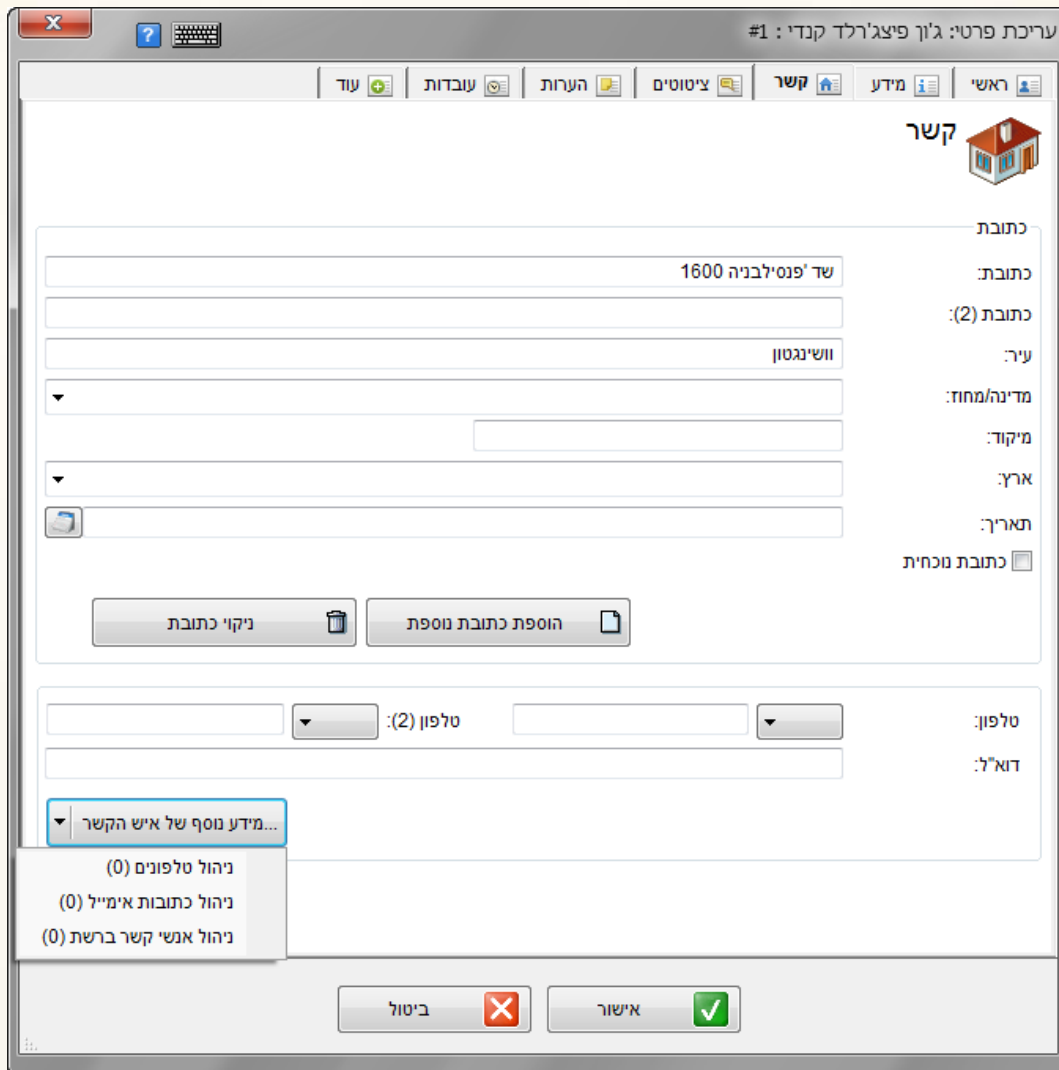 עריכת פרטי: ג'ון פיצג'רלד קנדי : 1#
ראשי מידע קשר ציטוטים הערות עובדות עוד
קשר
כתובת
כתובת: שד 'פנסילבניה 1600
כתובת (2):
עיר: וושינגטון
מדינה/מחוז:
מיקוד:
ארץ:
תאריך:
כתובת נוכחית
הוספת כתובת נוספת ניקוי כתובת
טלפון: טלפון (2):
דוא"ל:
...מידע נוסף של איש הקשר
ניהול טלפונים (0)
ניהול כתובות אימייל (0)
ניהול אנשי קשר ברשת (0)
אישור ביטול